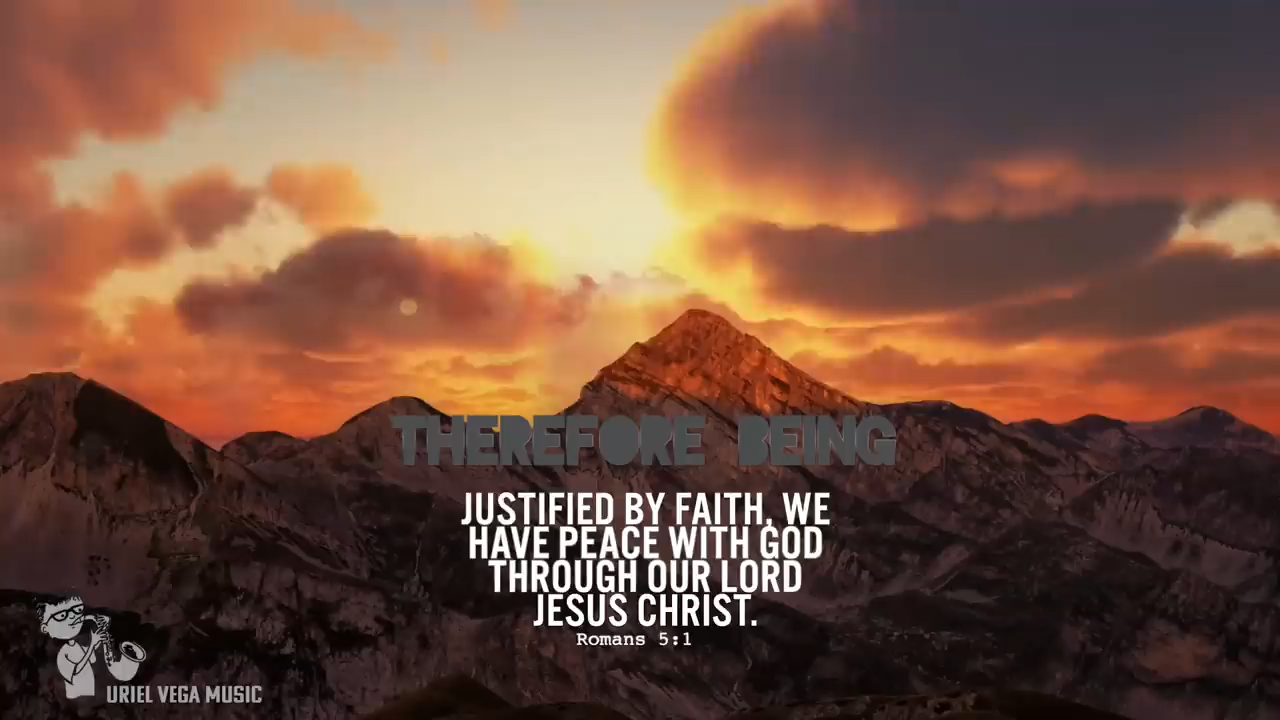 THEREFORE BEING
JUSTIFIED BY FAITH, WE
HAVE PEACE WITH GOD
THROUGH OUR LORD
JESUS CHRIST.
Romans 5:1
URIEL VEGA MUSIC